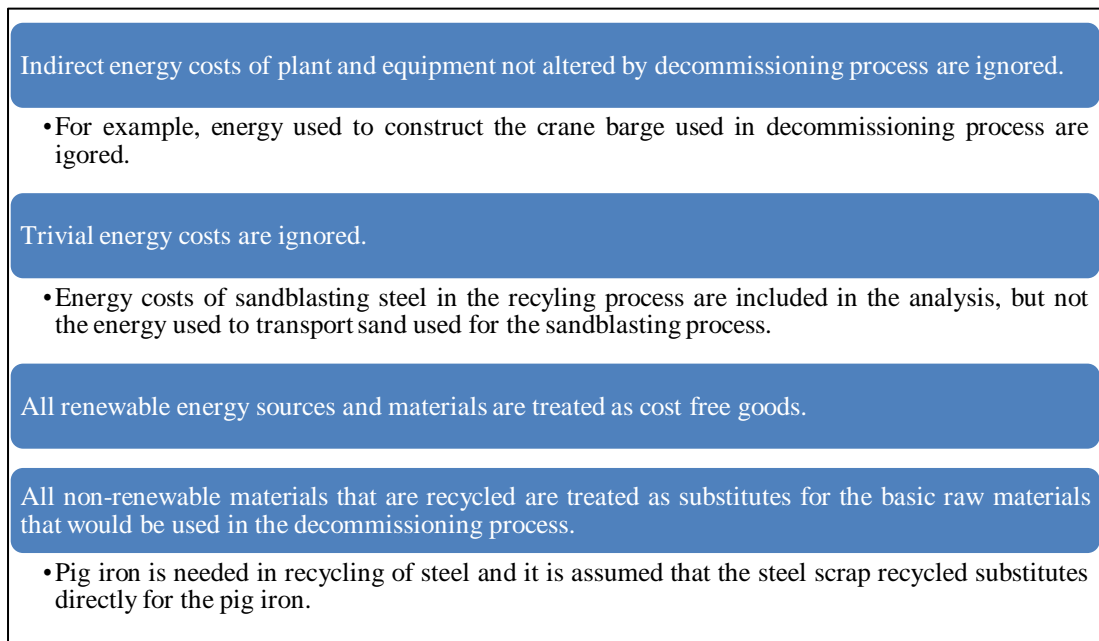 Indirect energy costs of plant and equipment not altered by decommissioning process are ignored.
•For example, energy used to construct the crane barge used in decommissioning process are
igored.
Trivial energy costs are ignored.
•Energy costs of sandblasting steel in the recyling process are included in the analysis, but not
the energy used to transport sand used for the sandblasting process.
All renewable energy sources and materials are treated as cost free goods.
All non-renewable materials that are recycled are treated as substitutes for the basic raw materials
that would be used in the decommissioning process.
•Pig iron is needed in recycling of steel and it is assumed that the steel scrap recycled substitutes
directly for the pig iron.